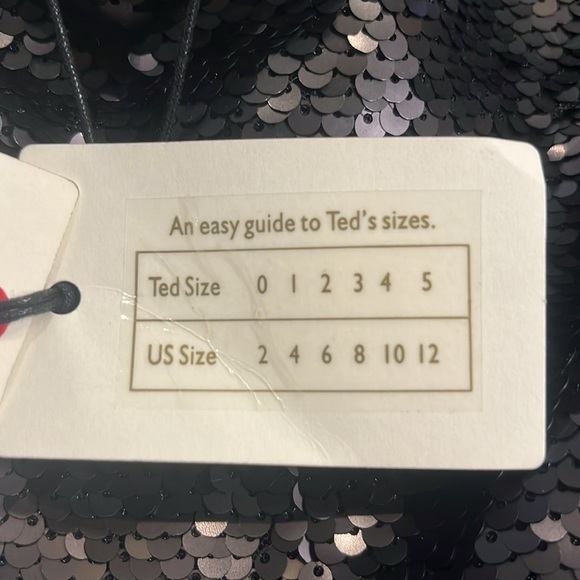 An easy guide to Ted's sizes.
Ted Size 0 1 2 3 4 5
US Size 2 4 6 8 10 12